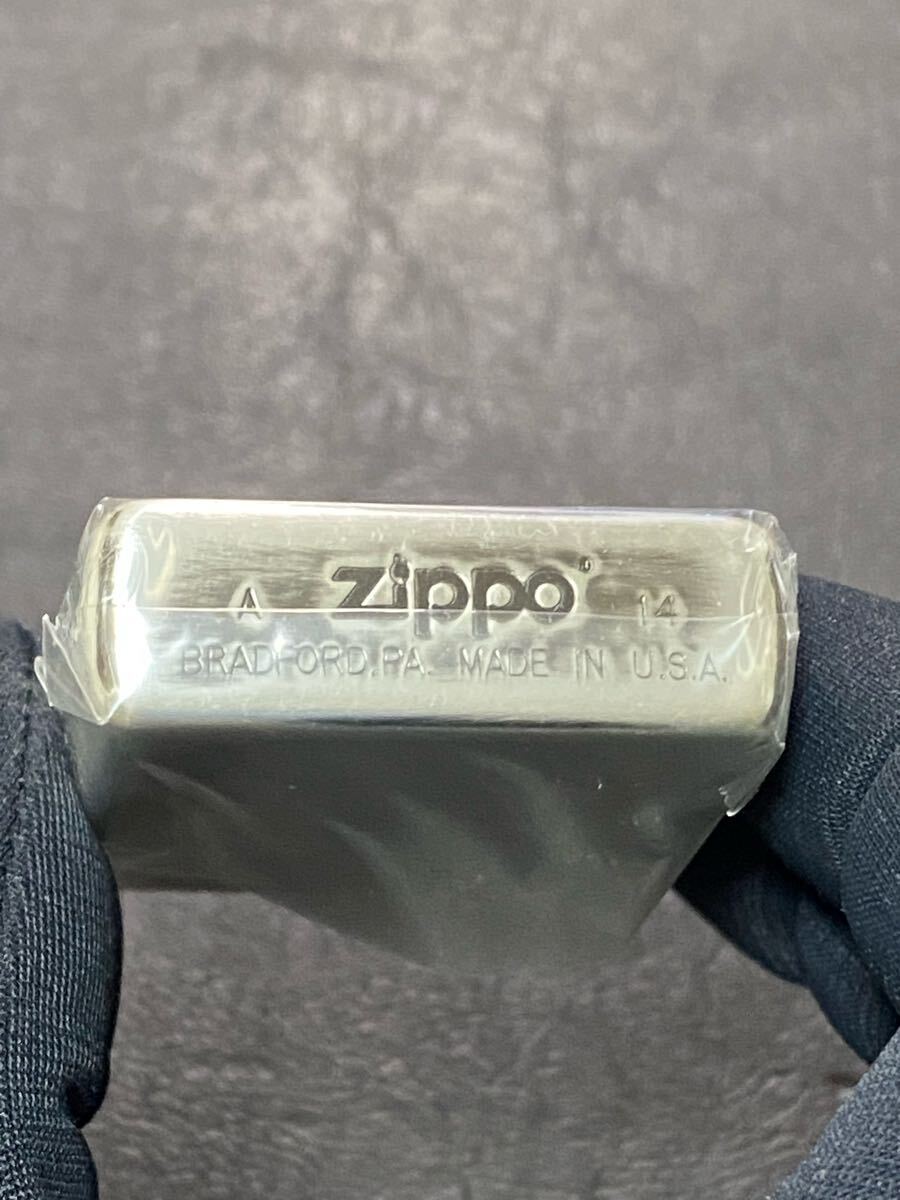 A zippo® 14
BRADFORD,PA. MADE IN U.S.A.